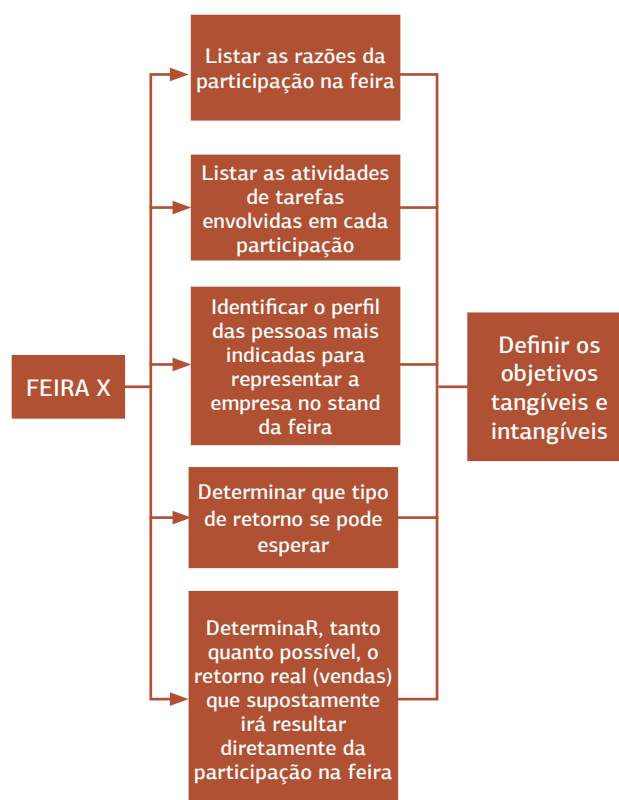 Listar as razões da
participação na feira
Listar as atividades
de tarefas
envolvidas em cada
participação
Identificar o perfil
das pessoas mais
indicadas para
representar a
empresa no stand
da feira
FEIRA X
Definir os
objetivos
tangíveis e
intangíveis
Determinar que tipo
de retorno se pode
esperar
DeterminaR, tanto
quanto possível, o
retorno real (vendas)
que supostamente
irá resultar
diretamente da
participação na feira